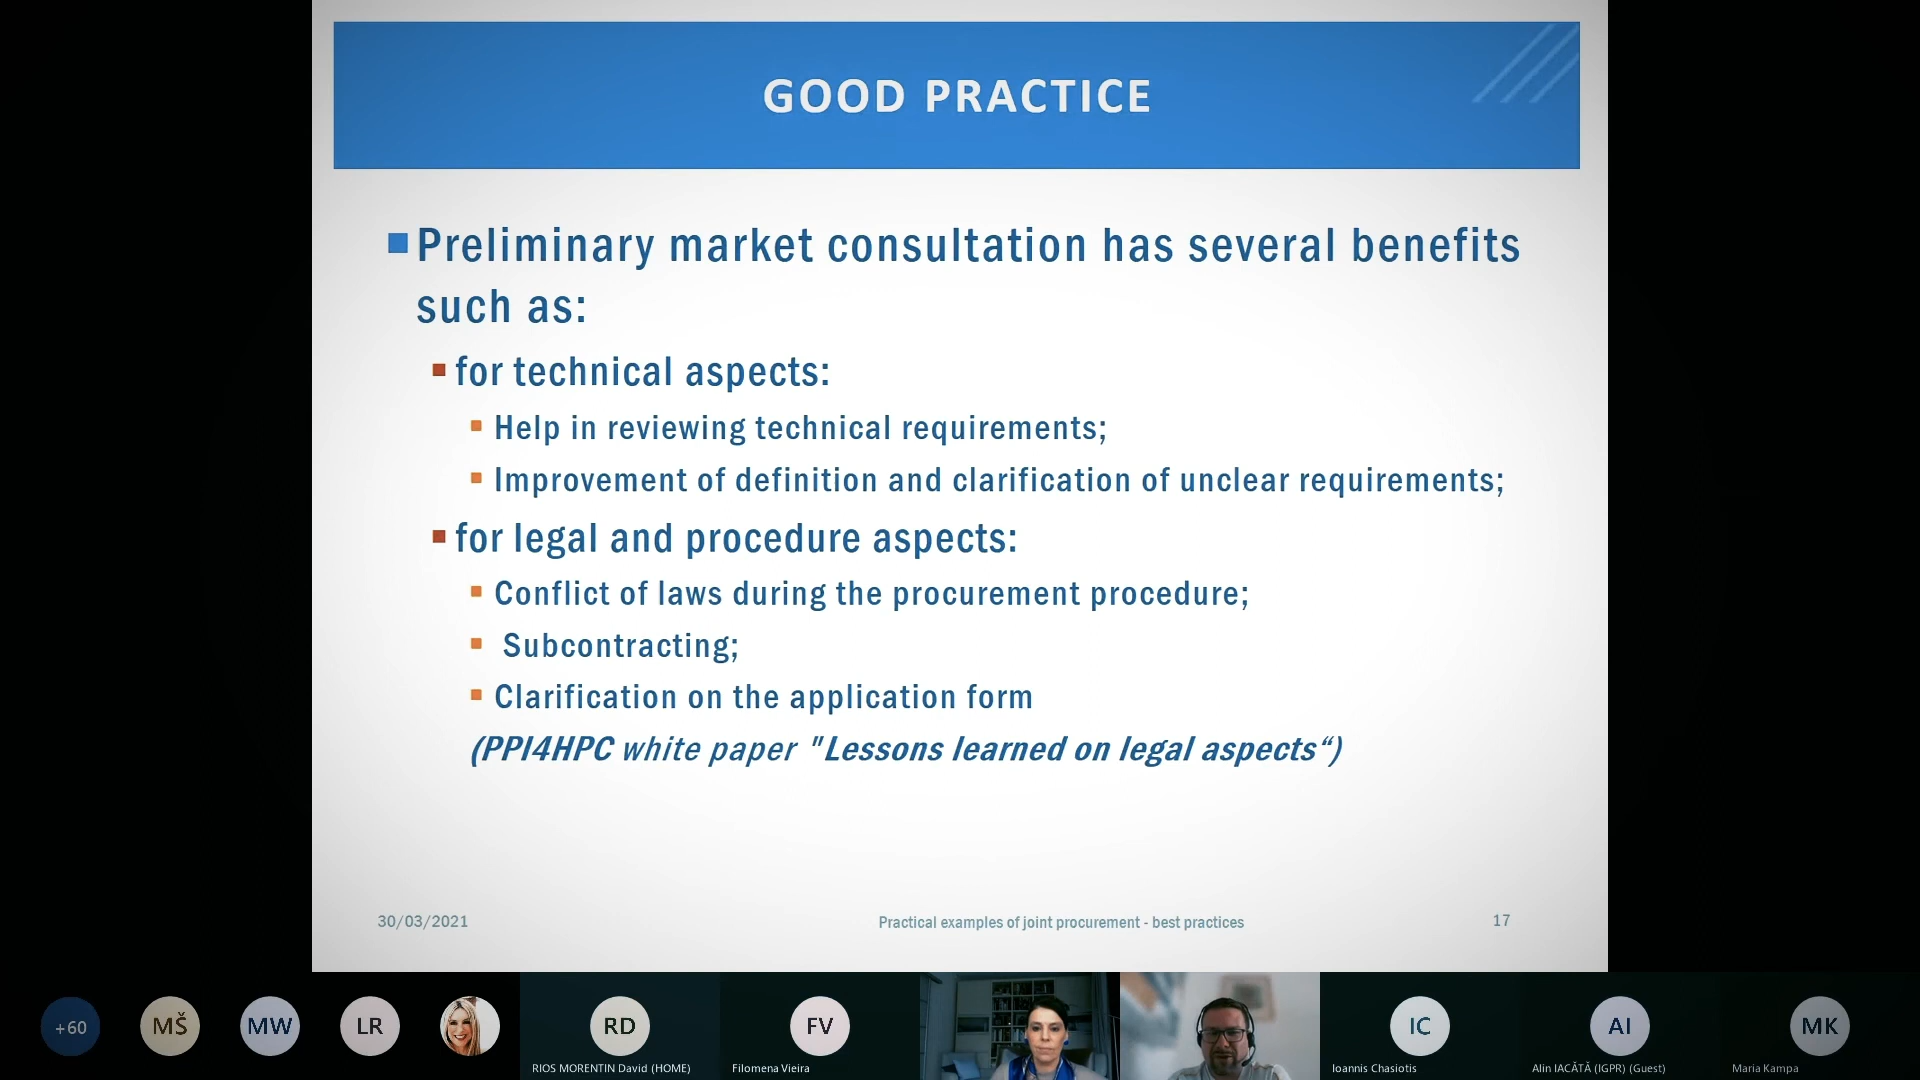 GOOD PRACTICE
Preliminary market consultation has several benefits
such as:
for technical aspects:
Help in reviewing technical requirements;
Improvement of definition and clarification of unclear requirements;
for legal and procedure aspects:
Conflict of laws during the procurement procedure;
Subcontracting;
Clarification on the application form
(PPI4HPC white paper "Lessons learned on legal aspects“)
30/03/2021
Practical examples of joint procurement - best practices
17
+60
MŠ
MW
LR
RD
FV
IC
AI
MK
RIOS MORENTIN David (HOME)
Filomena Vieira
Ioannis Chasiotis
Alin IACĂTĂ (IGPR) (Guest)
Maria Kampa